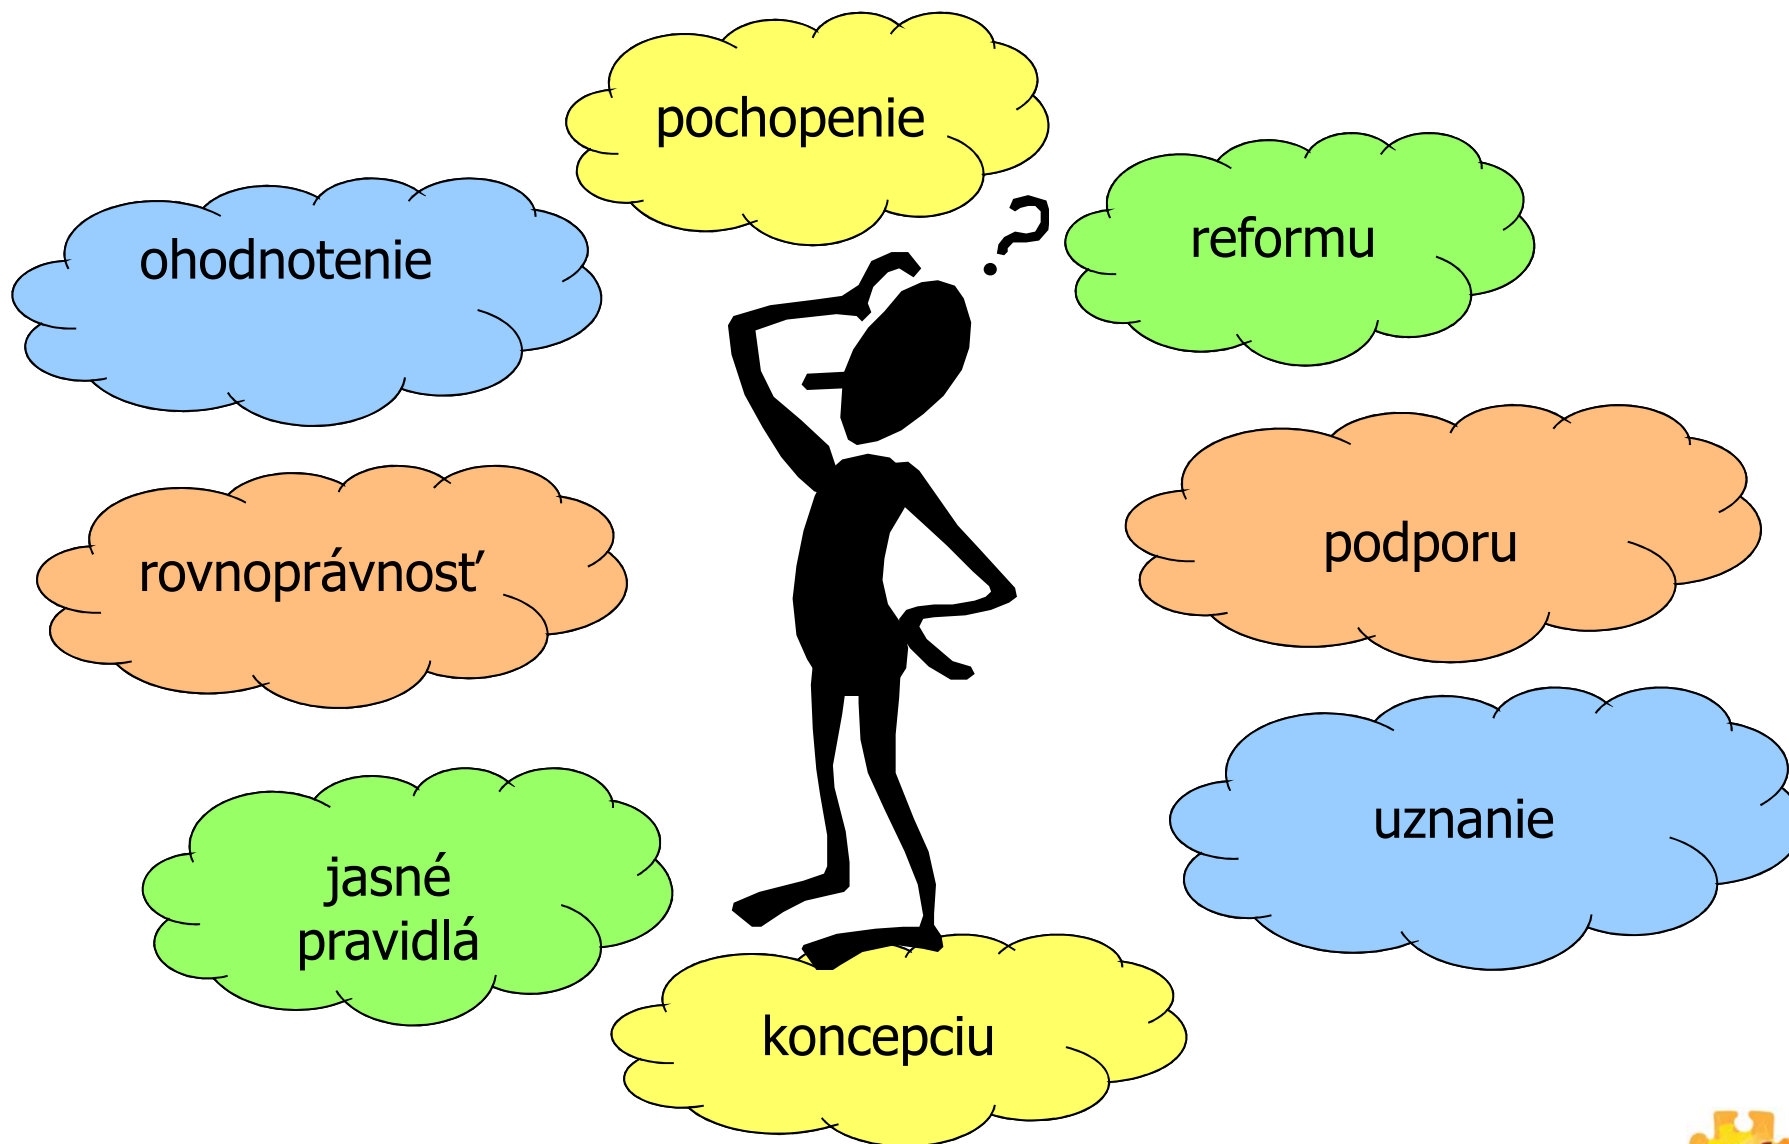 pochopenie
reformu
ohodnotenie
podporu
rovnoprávnosť
uznanie
jasné
pravidlá
koncepciu